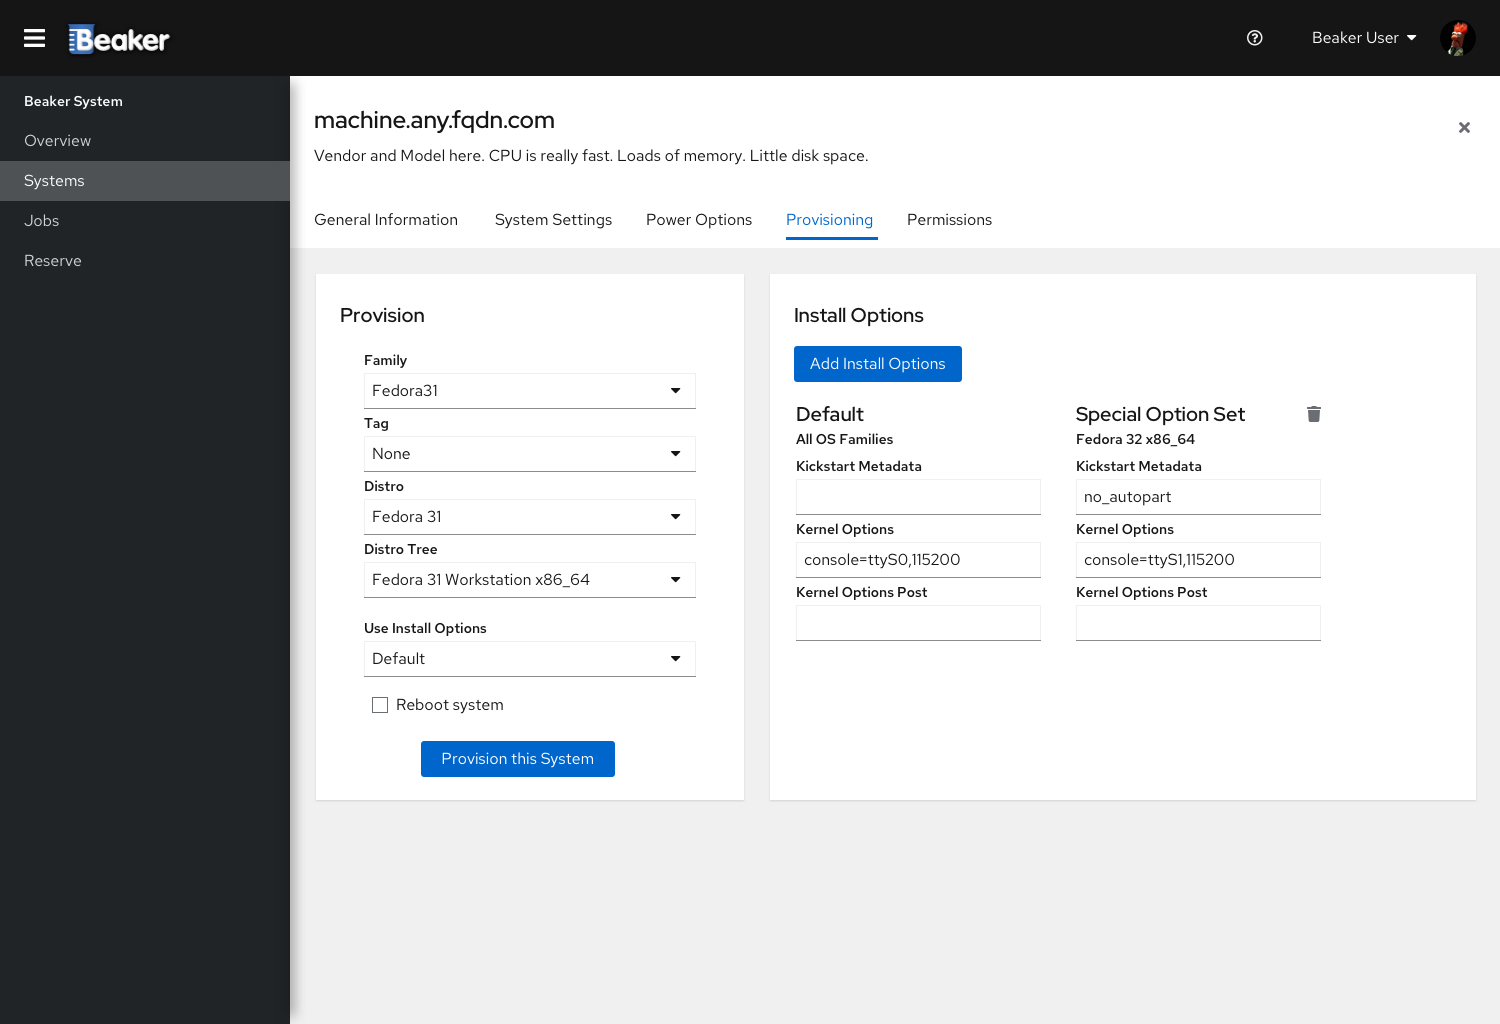 Beaker
Beaker User
Beaker System
Overview
Systems
Jobs
Reserve
machine.any.fqdn.com
Vendor and Model here. CPU is really fast. Loads of memory. Little disk space.
General Information System Settings Power Options Provisioning Permissions
Provision
Family
Fedora31
Tag
None
Distro
Fedora 31
Distro Tree
Fedora 31 Workstation x86_64
Use Install Options
Default
Reboot system
Provision this System
Install Options
Add Install Options
Default
All OS Families
Kickstart Metadata
Kernel Options
console=ttyS0,115200
Kernel Options Post
Special Option Set
Fedora 32 x86_64
Kickstart Metadata
no_autopart
Kernel Options
console=ttyS1,115200
Kernel Options Post